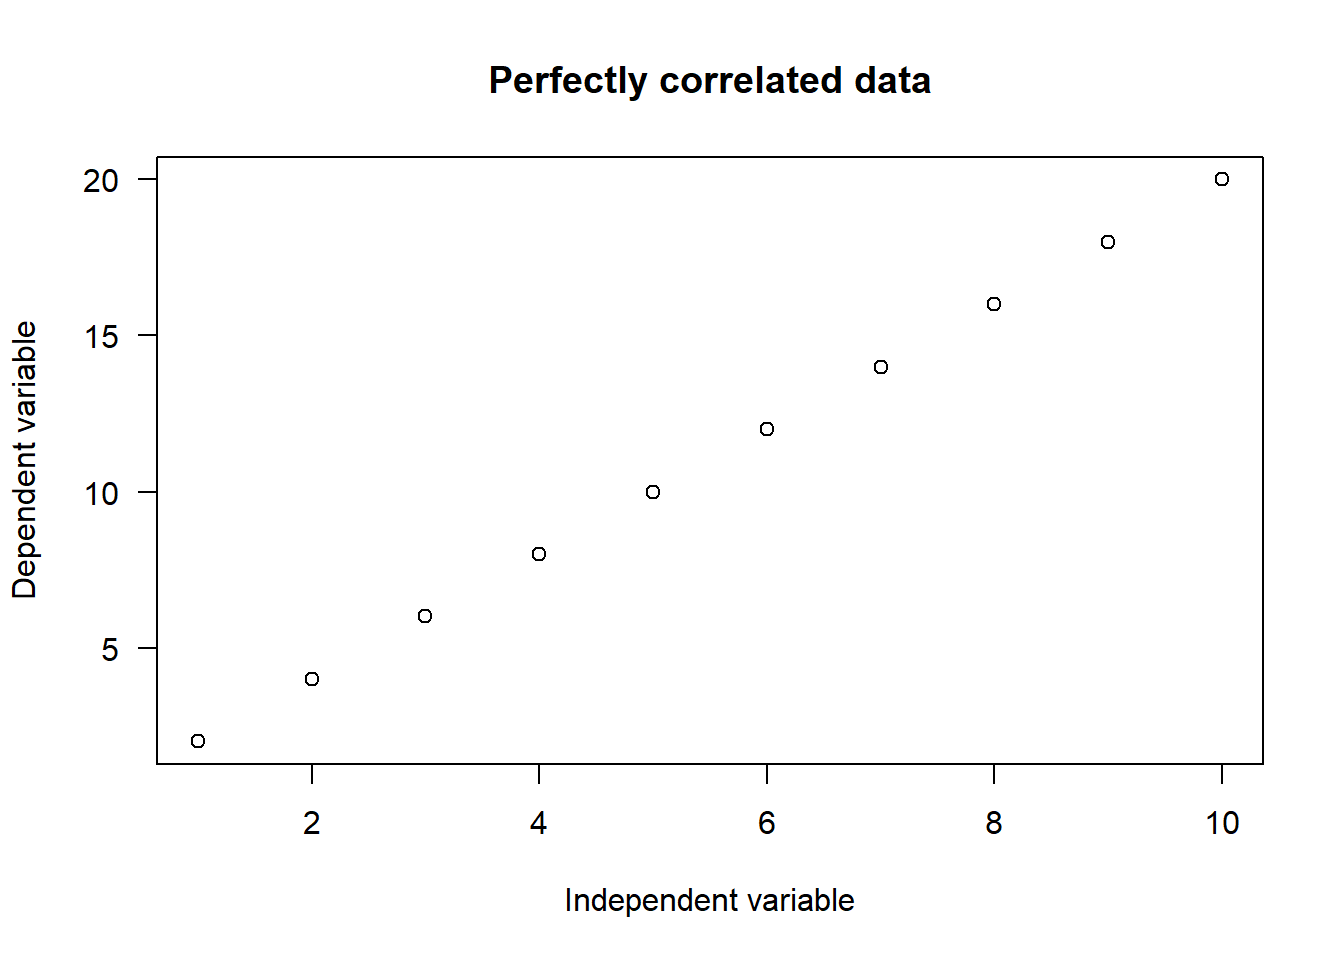 Perfectly correlated data
20
15
10
5
Dependent variable
2 4 6 8 10
Independent variable